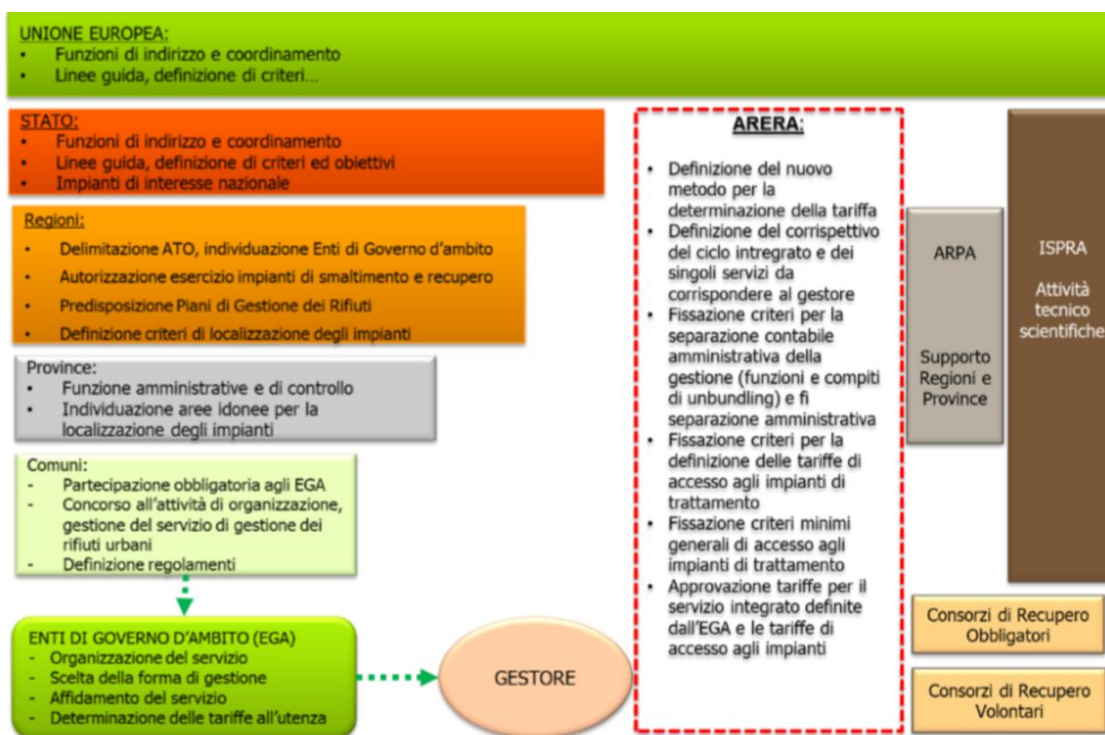 UNIONE EUROPEA:
• Funzioni di indirizzo e coordinamento
• Linee guida, definizione di criteri…
STATO:
• Funzioni di indirizzo e coordinamento
• Linee guida, definizione di criteri ed obiettivi
• Impianti di interesse nazionale
Regioni:
• Delimitazione ATO, individuazione Enti di Governo d'ambito
• Autorizzazione esercizio impianti di smaltimento e recupero
• Predisposizione Piani di Gestione dei Rifiuti
• Definizione criteri di localizzazione degli impianti
Province:
• Funzione amministrative e di controllo
• Individuazione aree idonee per la
localizzazione degli impianti
Comuni:
- Partecipazione obbligatoria agli EGA
- Concorso all'attività di organizzazione,
gestione del servizio di gestione dei
rifiuti urbani
- Definizione regolamenti
ENTI DI GOVERNO D'AMBITO (EGA)
- Organizzazione del servizio
- Scelta della forma di gestione
- Affidamento del servizio
- Determinazione delle tariffe all'utenza
GESTORE
ARERA:
• Definizione del nuovo
metodo per la
determinazione della tariffa
• Definizione del corrispettivo
del ciclo intregrato e dei
singoli servizi da
corrispondere al gestore
• Fissazione criteri per la
separazione contabile
amministrativa della
gestione (funzioni e compiti
di unbundling) e fi
separazione amministrativa
• Fissazione criteri per la
definizione delle tariffe di
accesso agli impianti di
trattamento
• Fissazione criteri minimi
generali di accesso agli
impianti di trattamento
• Approvazione tariffe per il
servizio integrato definite
dall'EGA e le tariffe di
accesso agli impianti
ARPA
Supporto
Regioni e
Province
ISPRA
Attività
tecnico
scientifiche
Consorzi di Recupero
Obbligatori
Consorzi di Recupero
Volontari